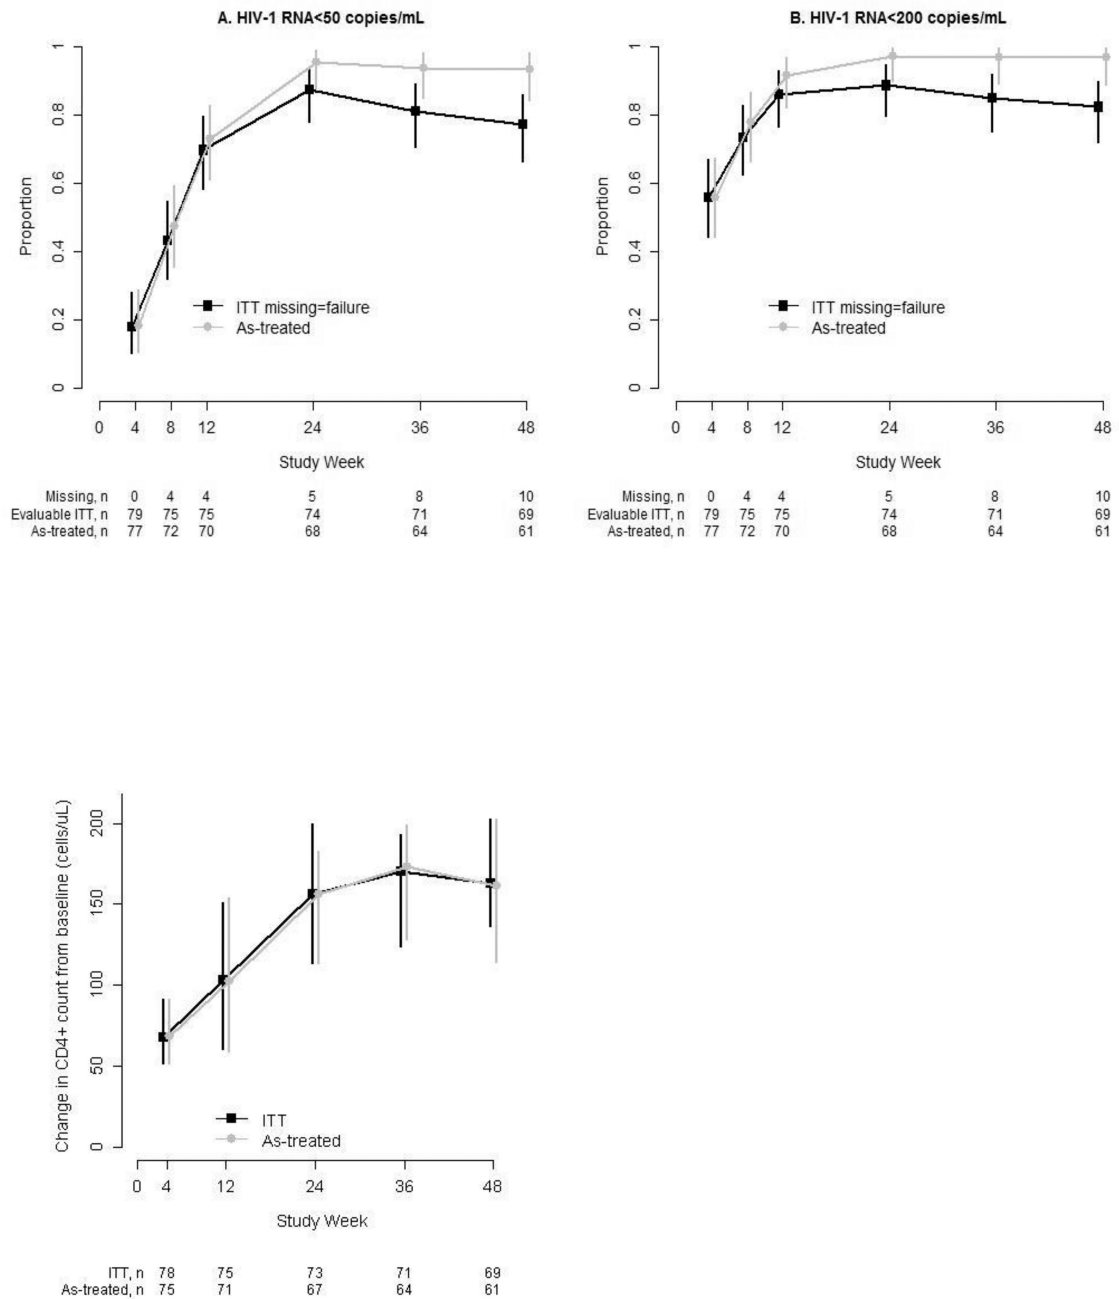 A. HIV-1 RNA<50 copies/mL
Proportion
1
0.8
0.6
0.4
0.2
0
ITT missing=failure
As-treated
0 4 8 12 24 36 48
Study Week
Missing, n 0 4 4 5 8 10
Evaluable ITT, n 79 75 75 74 71 69
As-treated, n 77 72 70 68 64 61
B. HIV-1 RNA<200 copies/mL
Proportion
1
0.8
0.6
0.4
0.2
0
ITT missing=failure
As-treated
0 4 8 12 24 36 48
Study Week
Missing, n 0 4 4 5 8 10
Evaluable ITT, n 79 75 75 74 71 69
As-treated, n 77 72 70 68 64 61
Change in CD4+ count from baseline (cells/uL)
200
150
100
50
0
ITT
As-treated
0 4 12 24 36 48
Study Week
ITT, n 78 75 73 71 69
As-treated, n 75 71 67 64 61